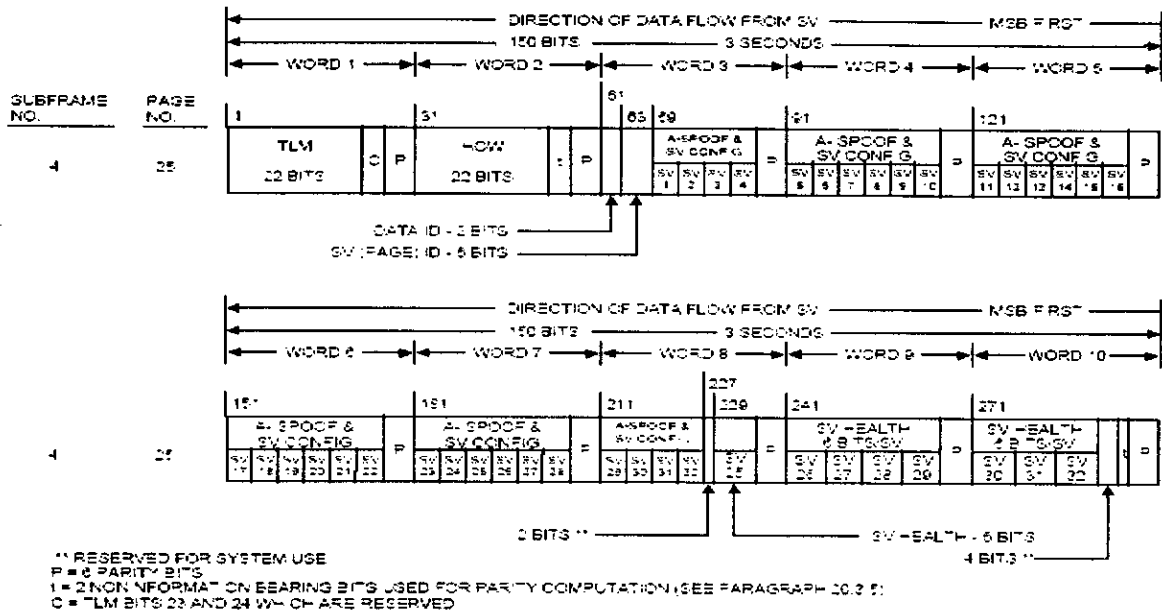 DIRECTION OF DATA FLOW FROM SV MSB FIRST
150 BITS 3 SECONDS
WORD 1 WORD 2 WORD 3 WORD 4 WORD 5
SUBFRAME NO. PAGE NO.
1 31 61 63 69 91 121
4 25
TLM 22 BITS C P
HOW 22 BITS t P
A-SPOOF & SV CONFIG P
SV 1 SV 2 SV 3 SV 4
A- SPOOF & SV CONFIG P
SV 5 SV 6 SV 7 SV 8 SV 9 SV 10
A- SPOOF & SV CONFIG P
SV 11 SV 12 SV 13 SV 14 SV 15 SV 16
DATA ID - 2 BITS
SV (PAGE) ID - 6 BITS
DIRECTION OF DATA FLOW FROM SV MSB FIRST
150 BITS 3 SECONDS
WORD 6 WORD 7 WORD 8 WORD 9 WORD 10
151 181 211 227 229 241 271
4 25
A- SPOOF & SV CONFIG P
SV 17 SV 18 SV 19 SV 20 SV 21 SV 22
A- SPOOF & SV CONFIG P
SV 23 SV 24 SV 25 SV 26 SV 27 SV 28
A-SPOOF & SV CONFIG P
SV 29 SV 30 SV 31 SV 32 SV 25
SV HEALTH 6 BITS/SV P
SV 26 SV 27 SV 28 SV 29
SV HEALTH 6 BITS/SV t P
SV 30 SV 31 SV 32
2 BITS ** SV HEALTH - 6 BITS
4 BITS **
** RESERVED FOR SYSTEM USE
P = 6 PARITY BITS
t = 2 NON INFORMATION BEARING BITS USED FOR PARITY COMPUTATION (SEE PARAGRAPH 20.3.5)
C = TLM BITS 23 AND 24 WHICH ARE RESERVED